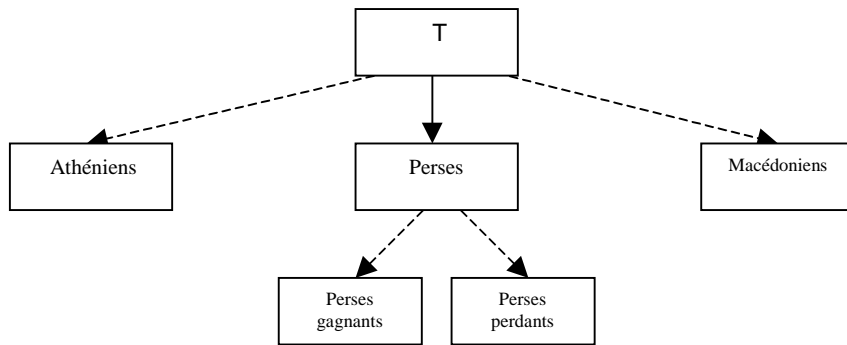 T
Athéniens
Perses
Macédoniens
Perses
gagnants
Perses
perdants